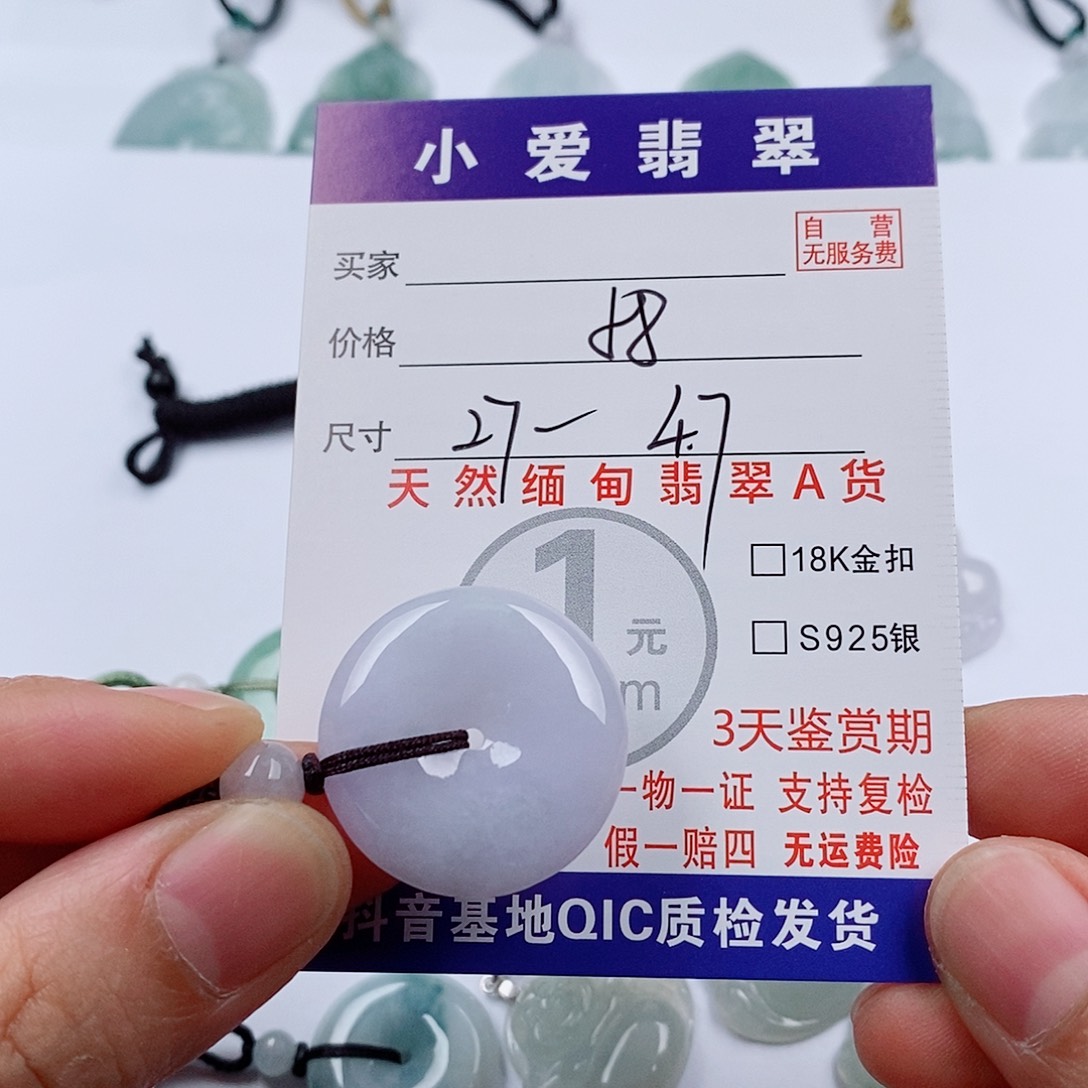 小爱翡翠
自营
无服务费
买家
价格
尺寸 27一 4.7
天然缅甸翡翠A货
1
元
18K金扣
S925银
m
3天鉴赏期
一物一证 支持复检
假一赔四 无运费险
抖音基地QIC质检发货